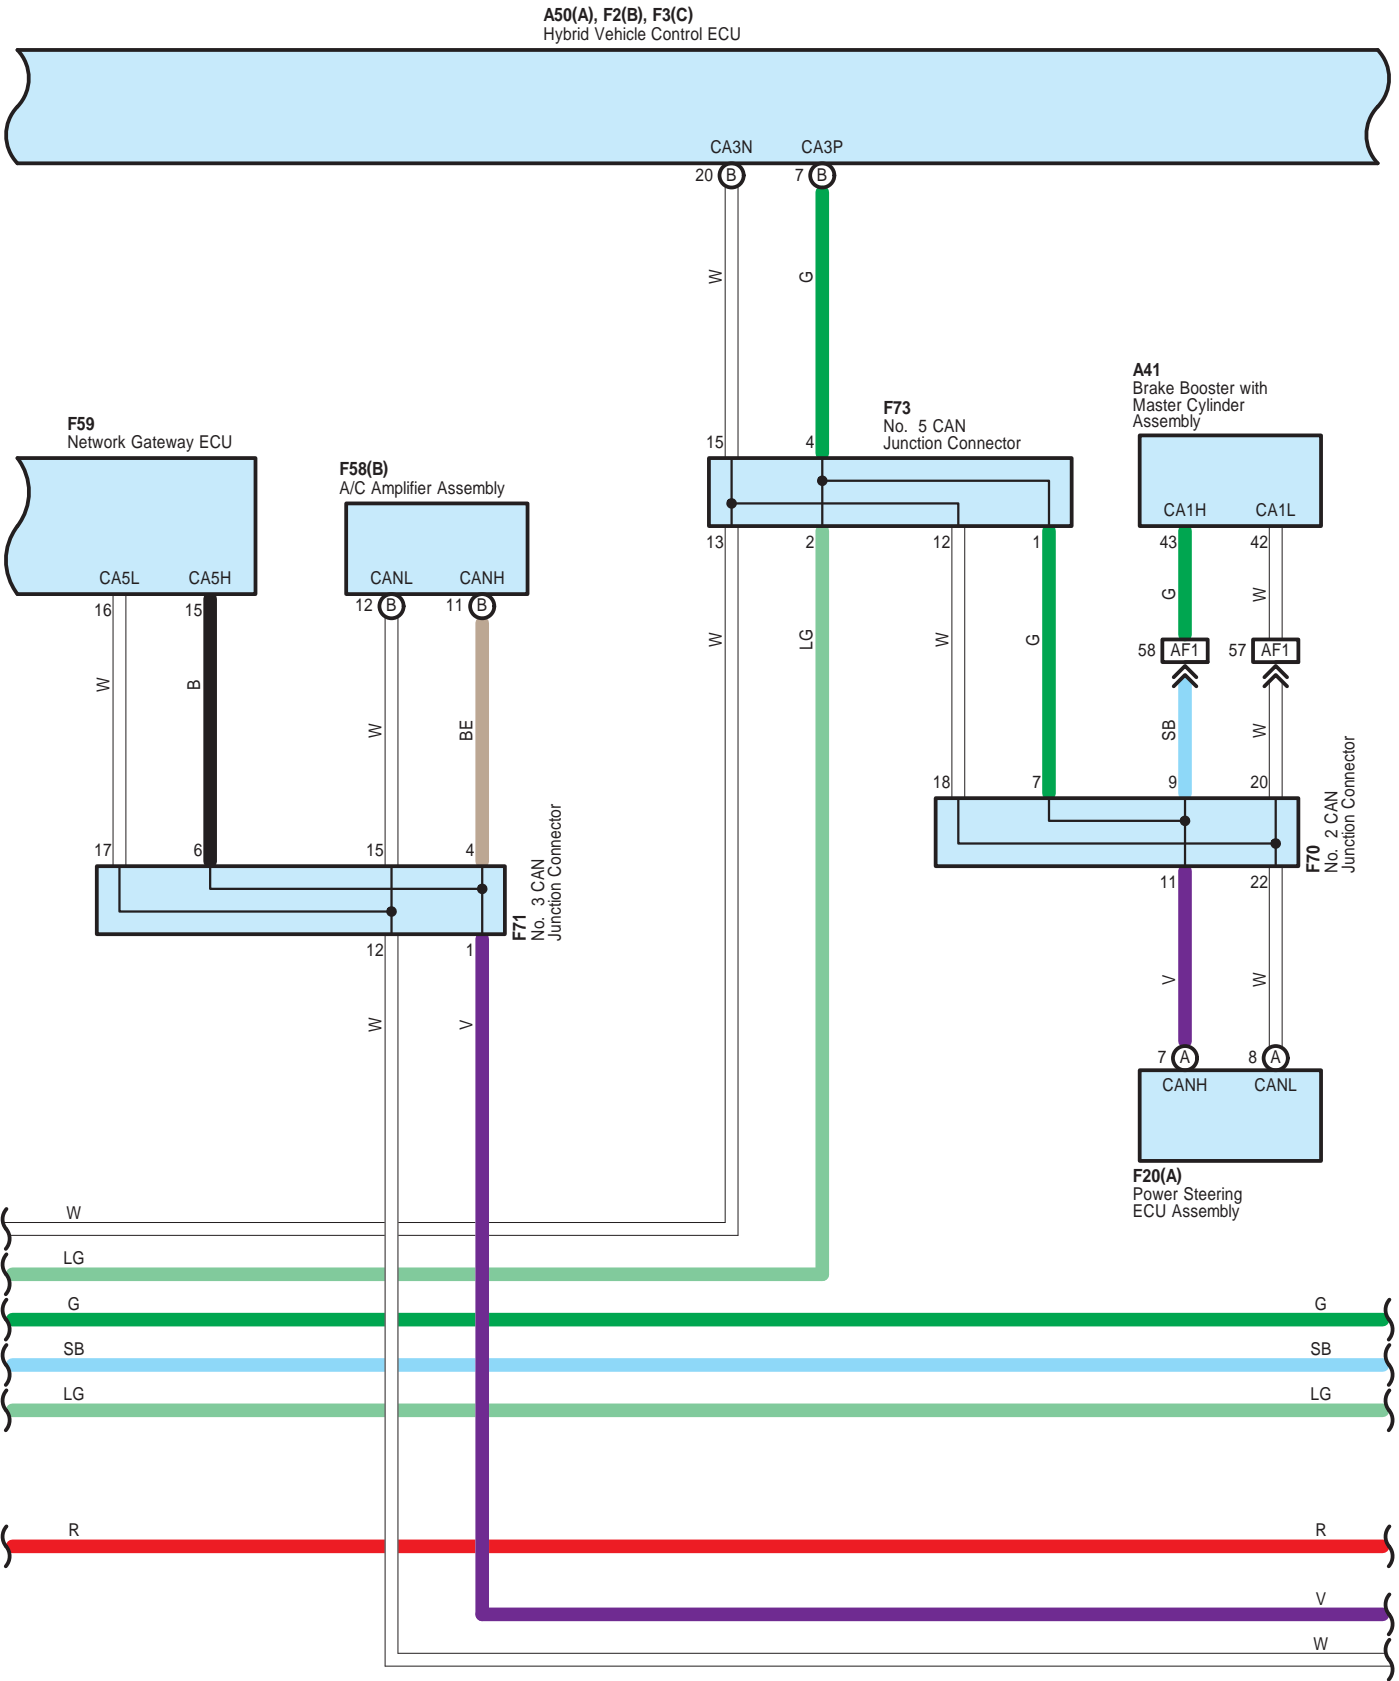 A50(A), F2(B), F3(C)
Hybrid Vehicle Control ECU
CA3N CA3P
20 B 7 B
W G
A41
Brake Booster with
Master Cylinder
Assembly
F73
No. 5 CAN
Junction Connector
F59
Network Gateway ECU
15 4
F58(B)
A/C Amplifier Assembly
CA1H CA1L
13 2 12 1 43 42
CA5L CA5H CANL CANH
16 15 12 B 11 B
G W
W LG W G
58 AF1 57 AF1
W B W BE SB W
18 7 9 20
F70
No. 2 CAN
Junction Connector
17 6 15 4
F71
No. 3 CAN
Junction Connector
11 22
12 1
V W
W V
7 A 8 A
CANH CANL
F20(A)
Power Steering
ECU Assembly
W
LG
G G
SB SB
LG LG
R R
V
W